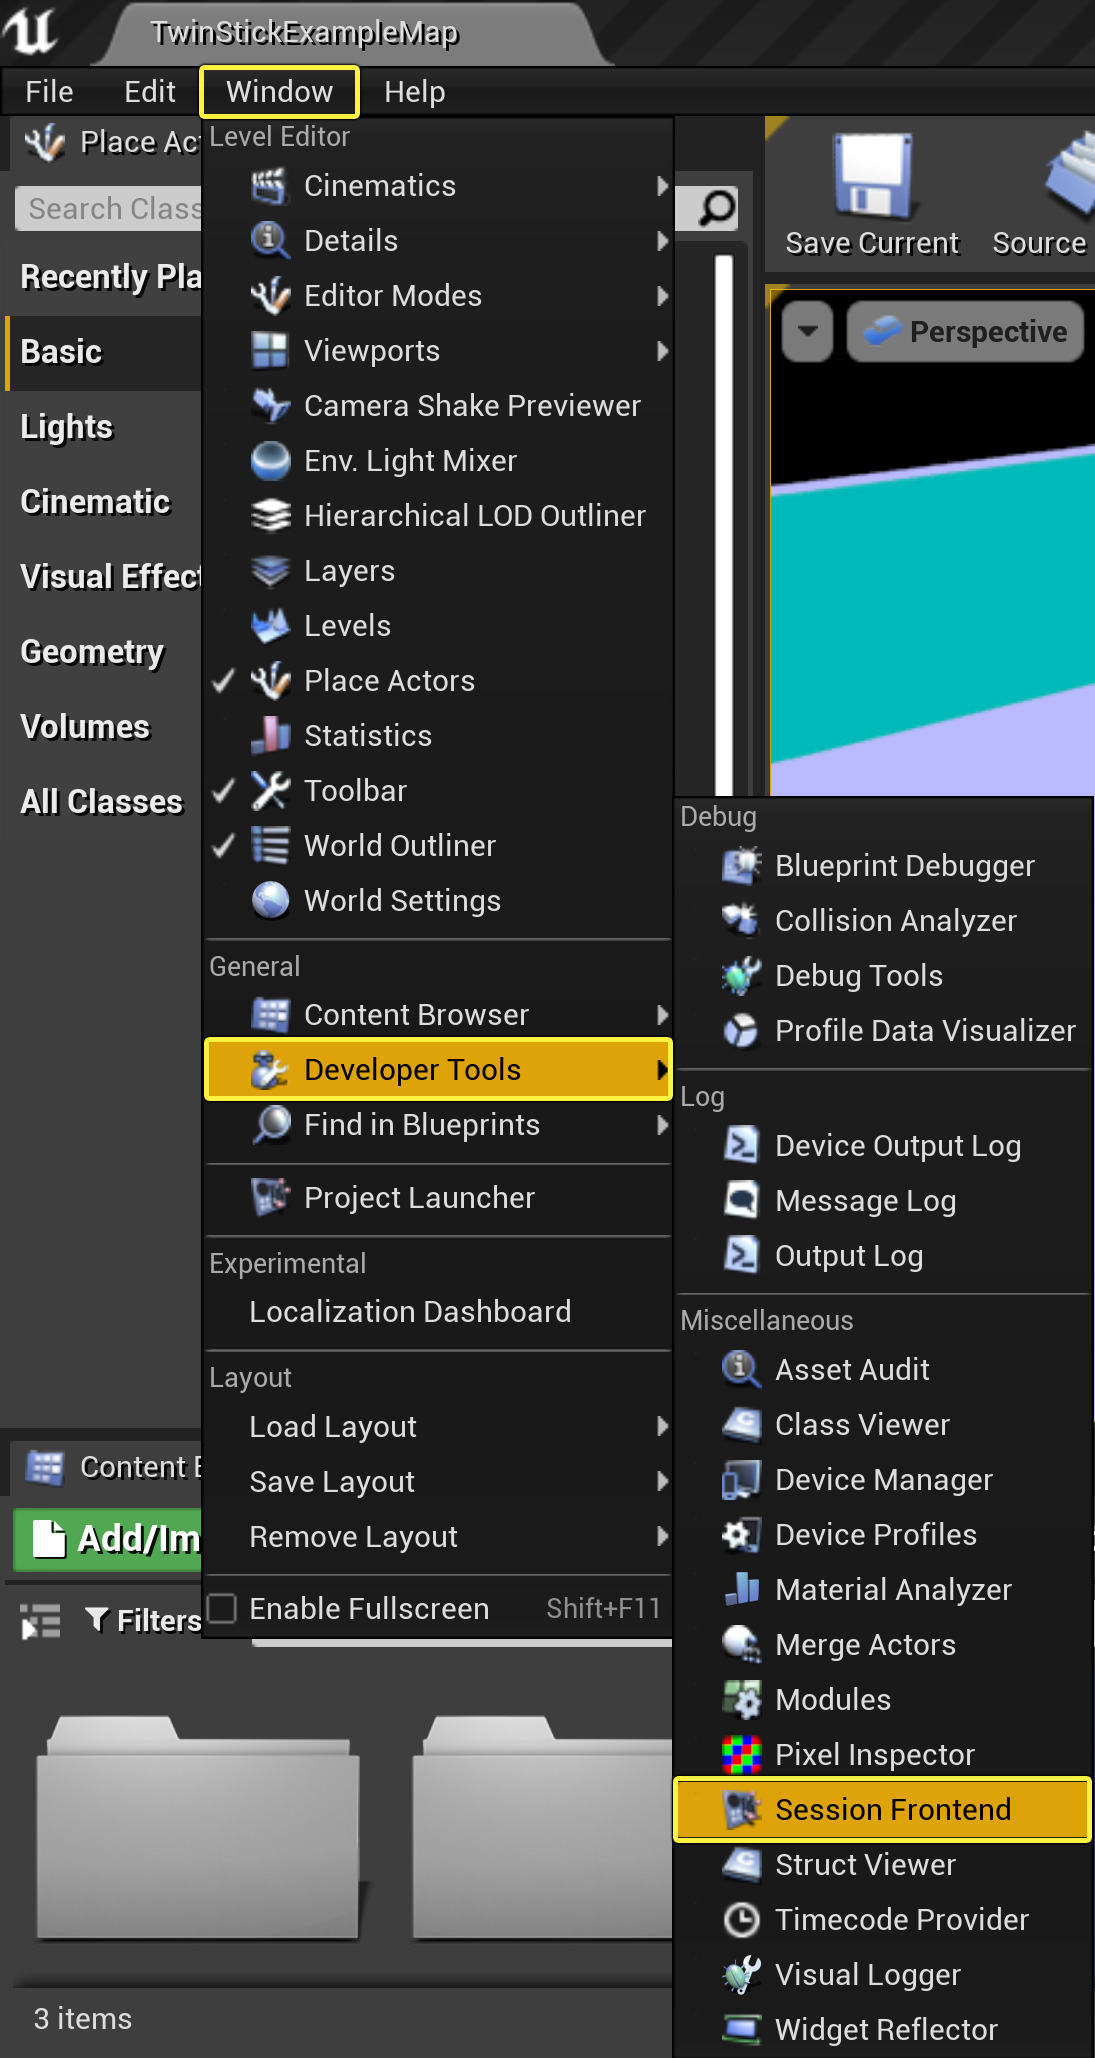 TwinStickExampleMap
File Edit Window Help
Place Ac
Search Class
Recently Pla
Basic
Lights
Cinematic
Visual Effect
Geometry
Volumes
All Classes
Level Editor
Cinematics
Details
Editor Modes
Viewports
Camera Shake Previewer
Env. Light Mixer
Hierarchical LOD Outliner
Layers
Levels
Place Actors
Statistics
Toolbar
World Outliner
World Settings
General
Content Browser
Developer Tools
Find in Blueprints
Project Launcher
Experimental
Localization Dashboard
Layout
Load Layout
Save Layout
Remove Layout
Enable Fullscreen Shift+F11
Save Current Source
Perspective
Debug
Blueprint Debugger
Collision Analyzer
Debug Tools
Profile Data Visualizer
Log
Device Output Log
Message Log
Output Log
Miscellaneous
Asset Audit
Class Viewer
Device Manager
Device Profiles
Material Analyzer
Merge Actors
Modules
Pixel Inspector
Session Frontend
Struct Viewer
Timecode Provider
Visual Logger
Widget Reflector
Content B
Add/Im
Filters
3 items